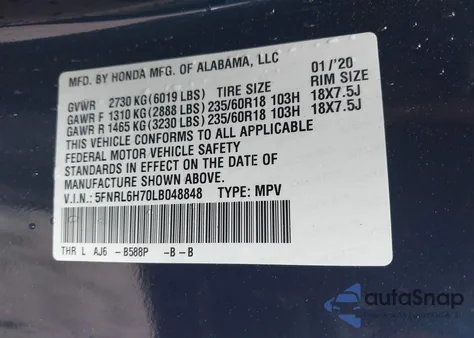 MFD. BY HONDA MFG. OF ALABAMA, LLC 01/'20
GVWR 2730 KG(6019 LBS) TIRE SIZE RIM SIZE
GAWR F 1310 KG(2888 LBS) 235/60R18 103H 18X7.5J
GAWR R 1465 KG(3230 LBS) 235/60R18 103H 18X7.5J
THIS VEHICLE CONFORMS TO ALL APPLICABLE
FEDERAL MOTOR VEHICLE SAFETY
STANDARDS IN EFFECT ON THE DATE OF
MANUFACTURE SHOWN ABOVE.
V.I.N.: 5FNRL6H70LB048848 TYPE: MPV
THR L AJ6 -B588P -B-B
autoSnap